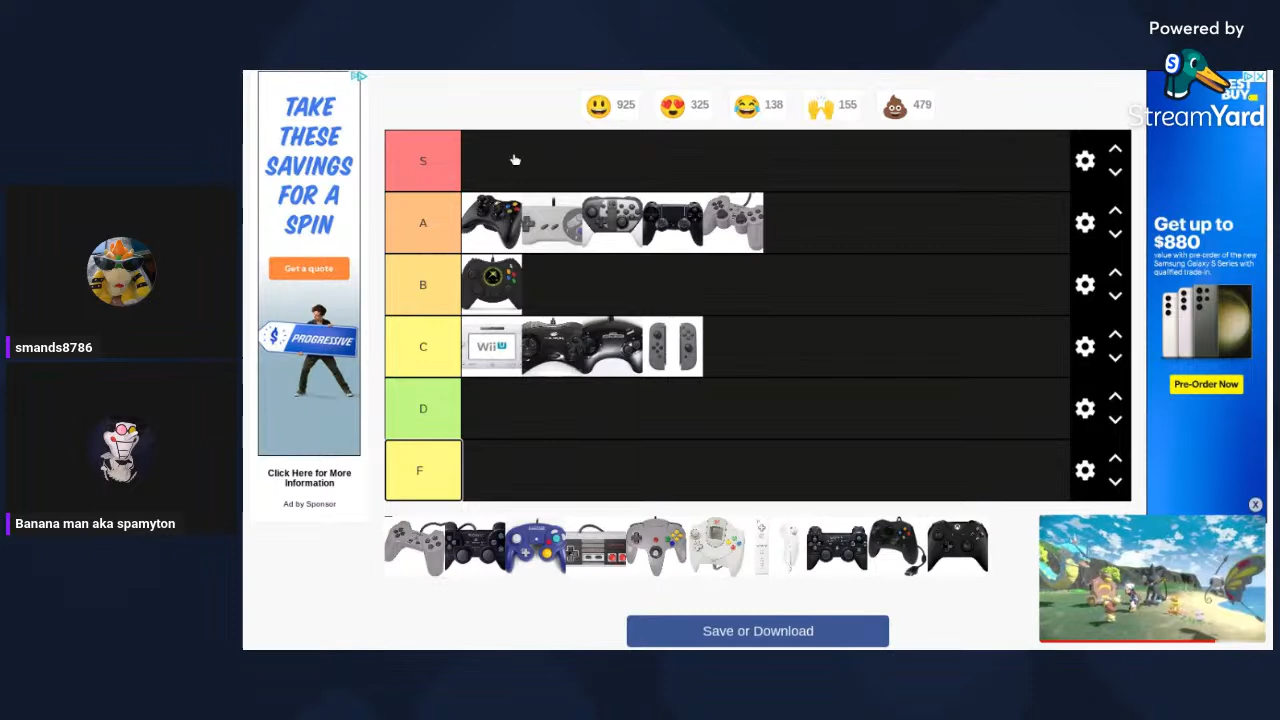 Powered by
StreamYard
S
TAKE
THESE
SAVINGS
FOR A
SPIN
Get a quote
PROGRESSIVE
Click Here for More
Information
Ad by Sponsor
925
325
138
155
479
S
A
B
C
Wii U
D
F
BEST
BUY
Get up to
$880
value with pre-order of the new
Samsung Galaxy S Series with
qualified trade-in.
Pre-Order Now
smands8786
Banana man aka spamyton
Save or Download